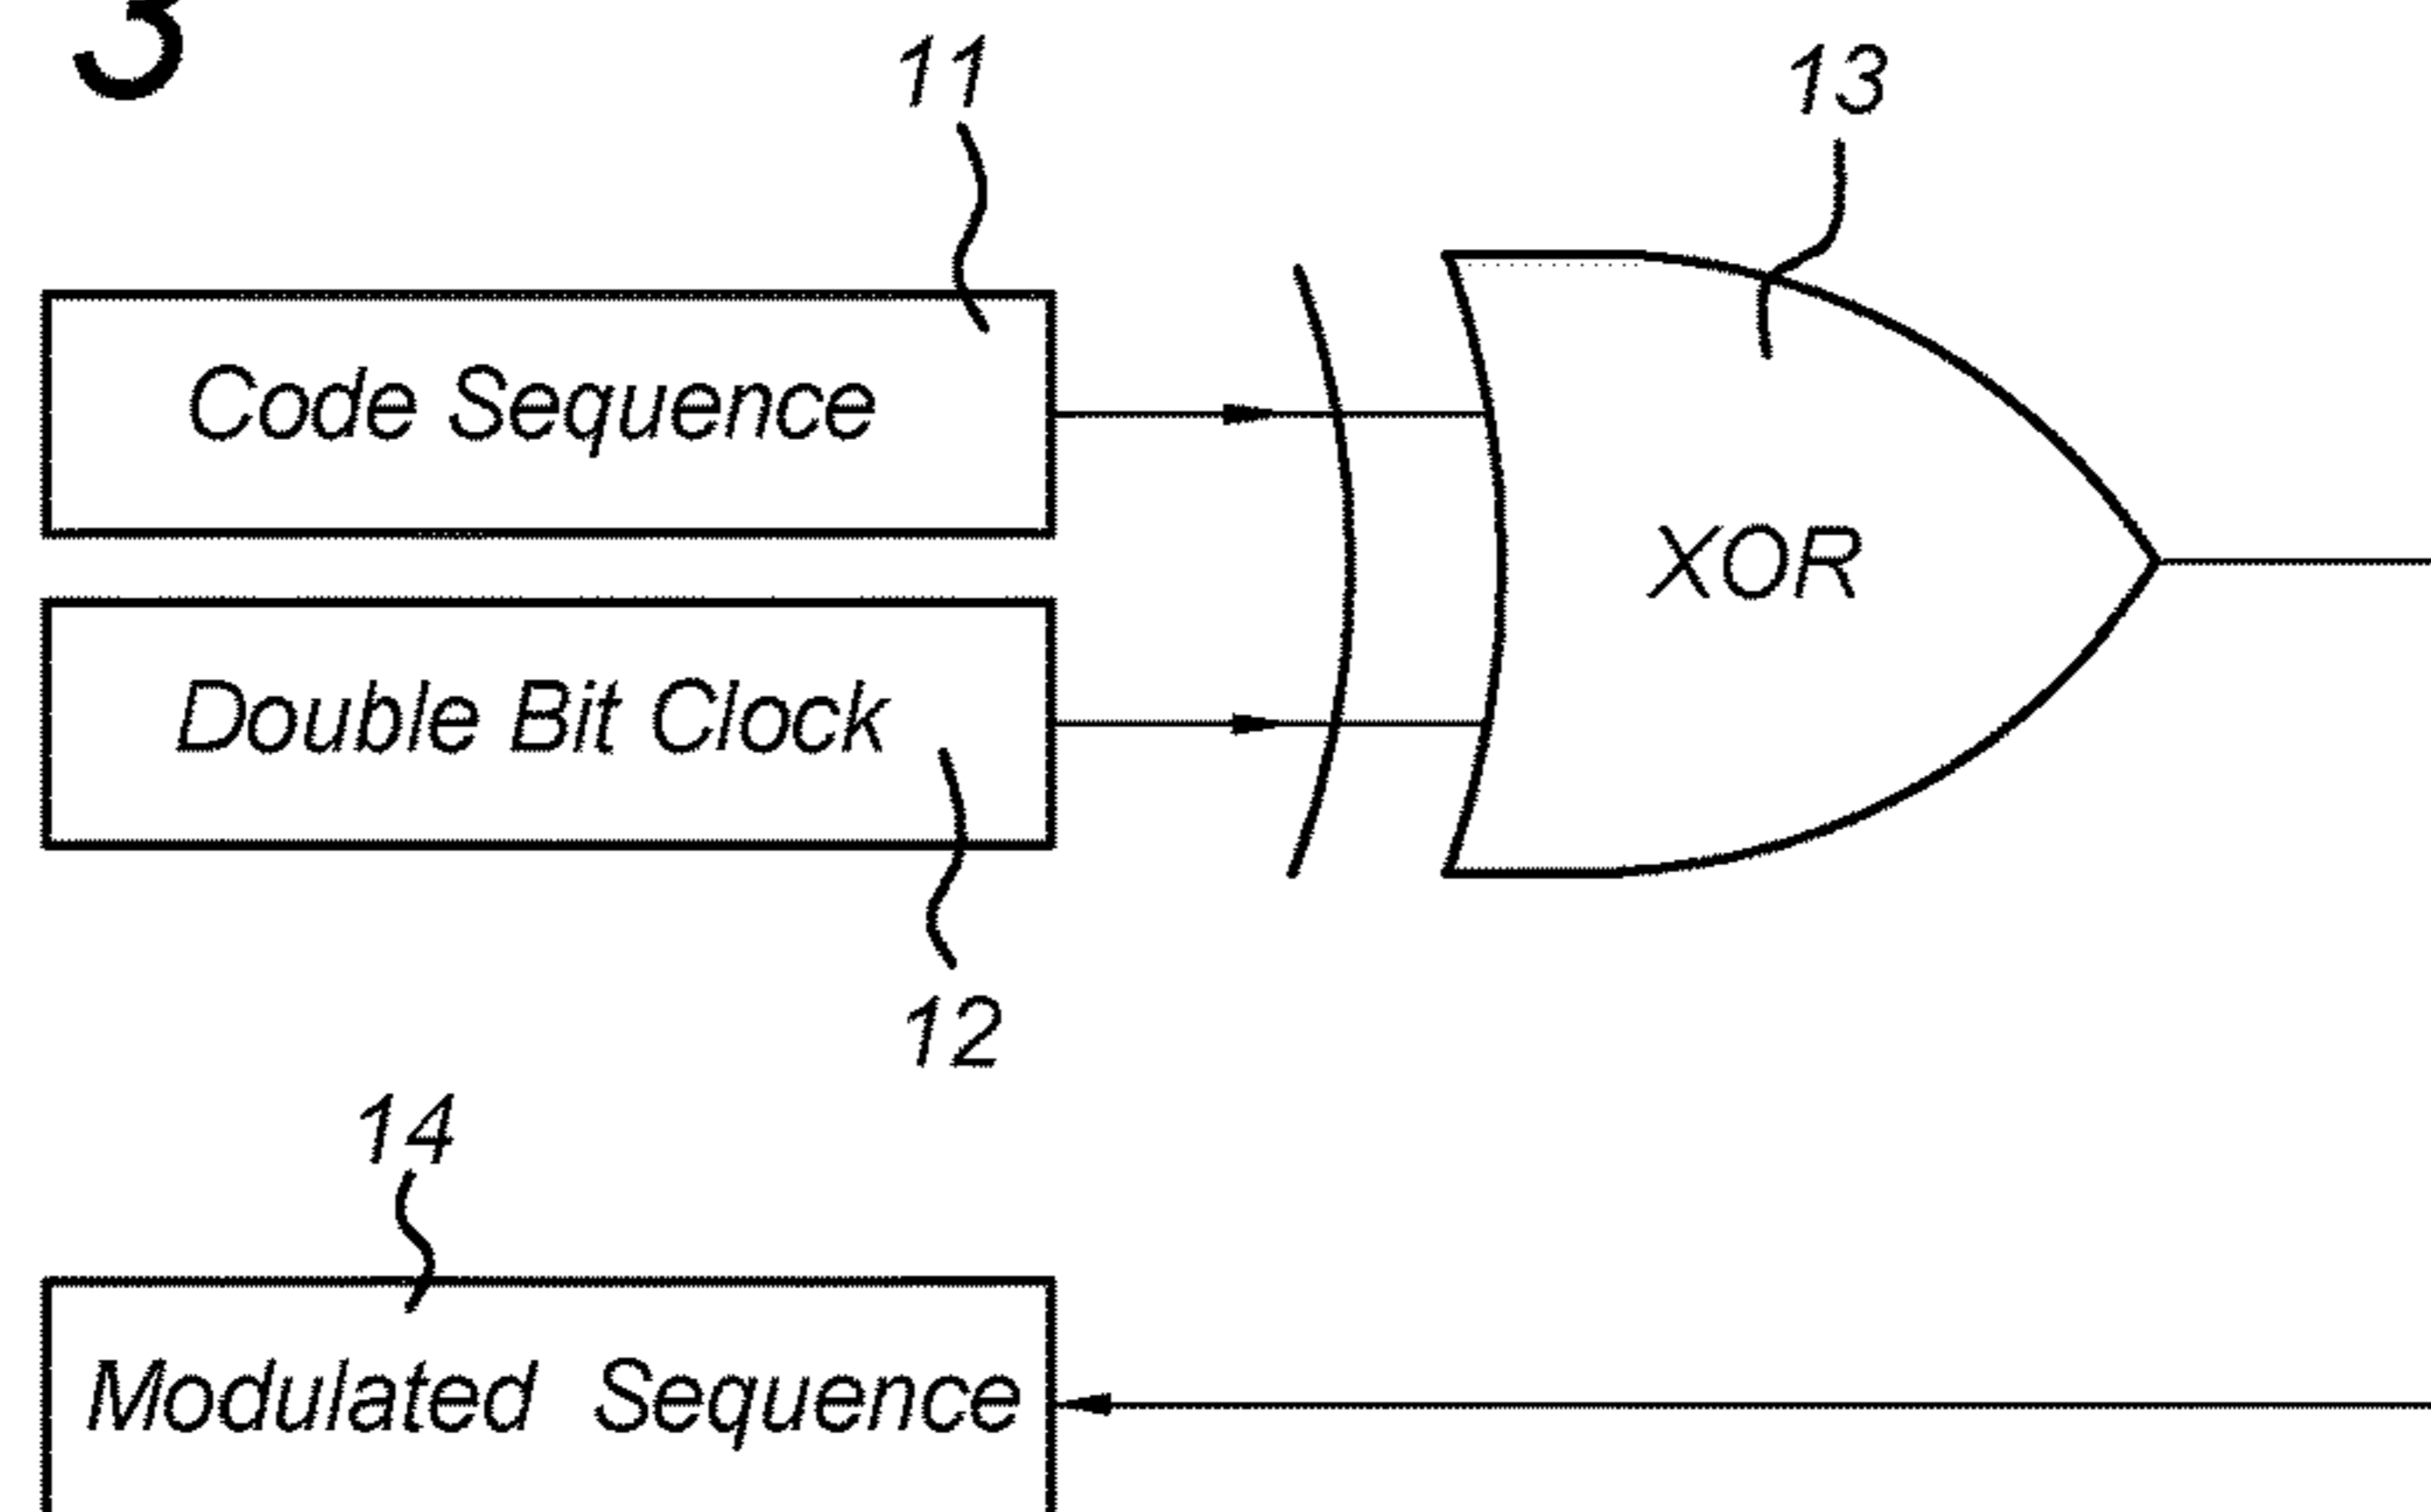 3
11
13
Code Sequence
XOR
Double Bit Clock
12
14
Modulated Sequence